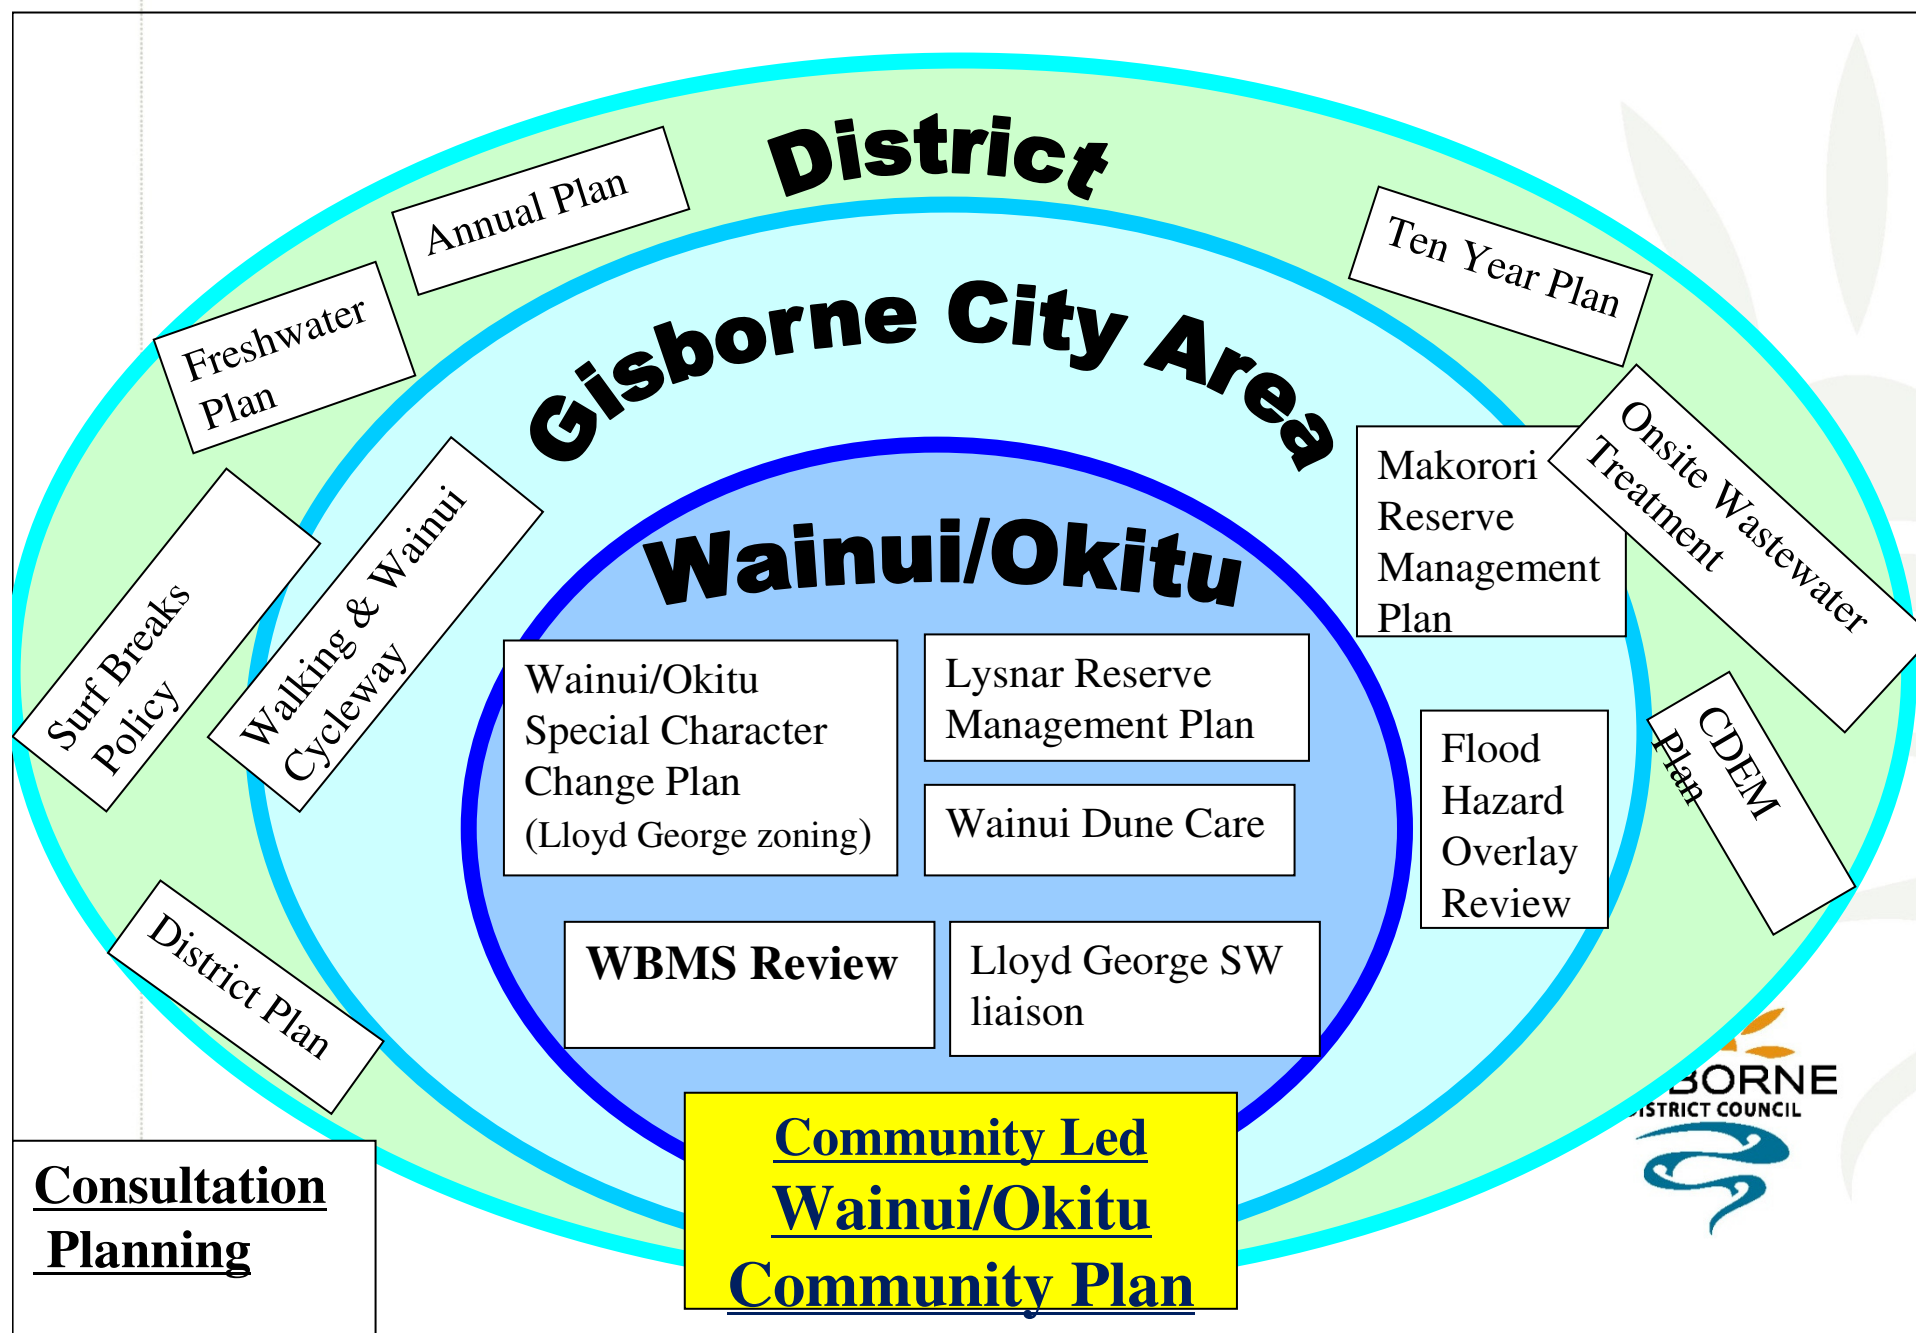 District
Annual Plan
Ten Year Plan
Freshwater
Plan
Gisborne City Area
Onsite Wastewater
Treatment
Makorori
Reserve
Management
Plan
Surf Breaks
Policy
Walking & Wainui
Cycleway
Wainui/Okitu
Wainui/Okitu
Special Character
Change Plan
(Lloyd George zoning)
Lysnar Reserve
Management Plan
Wainui Dune Care
Flood
Hazard
Overlay
Review
CDEM
Plan
District Plan
WBMS Review
Lloyd George SW
liaison
BORNE
ISTRICT COUNCIL
Community Led
Wainui/Okitu
Community Plan
Consultation
Planning